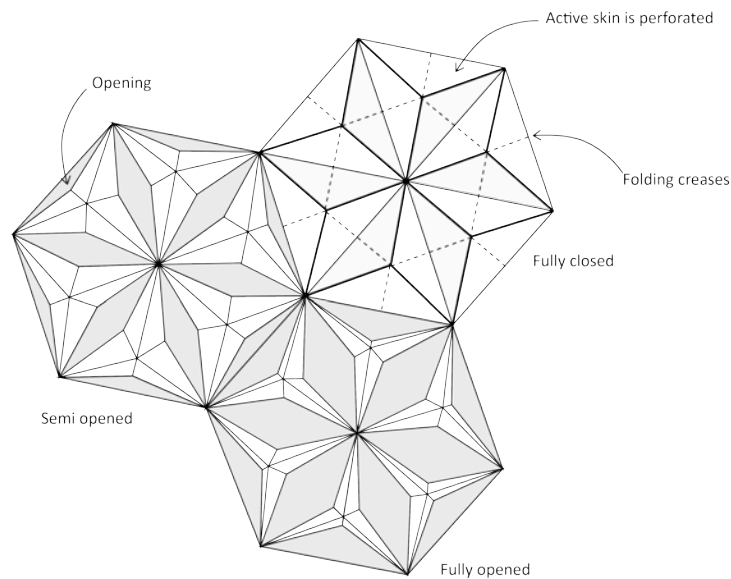 Active skin is perforated
Opening
Folding creases
Fully closed
Semi opened
Fully opened